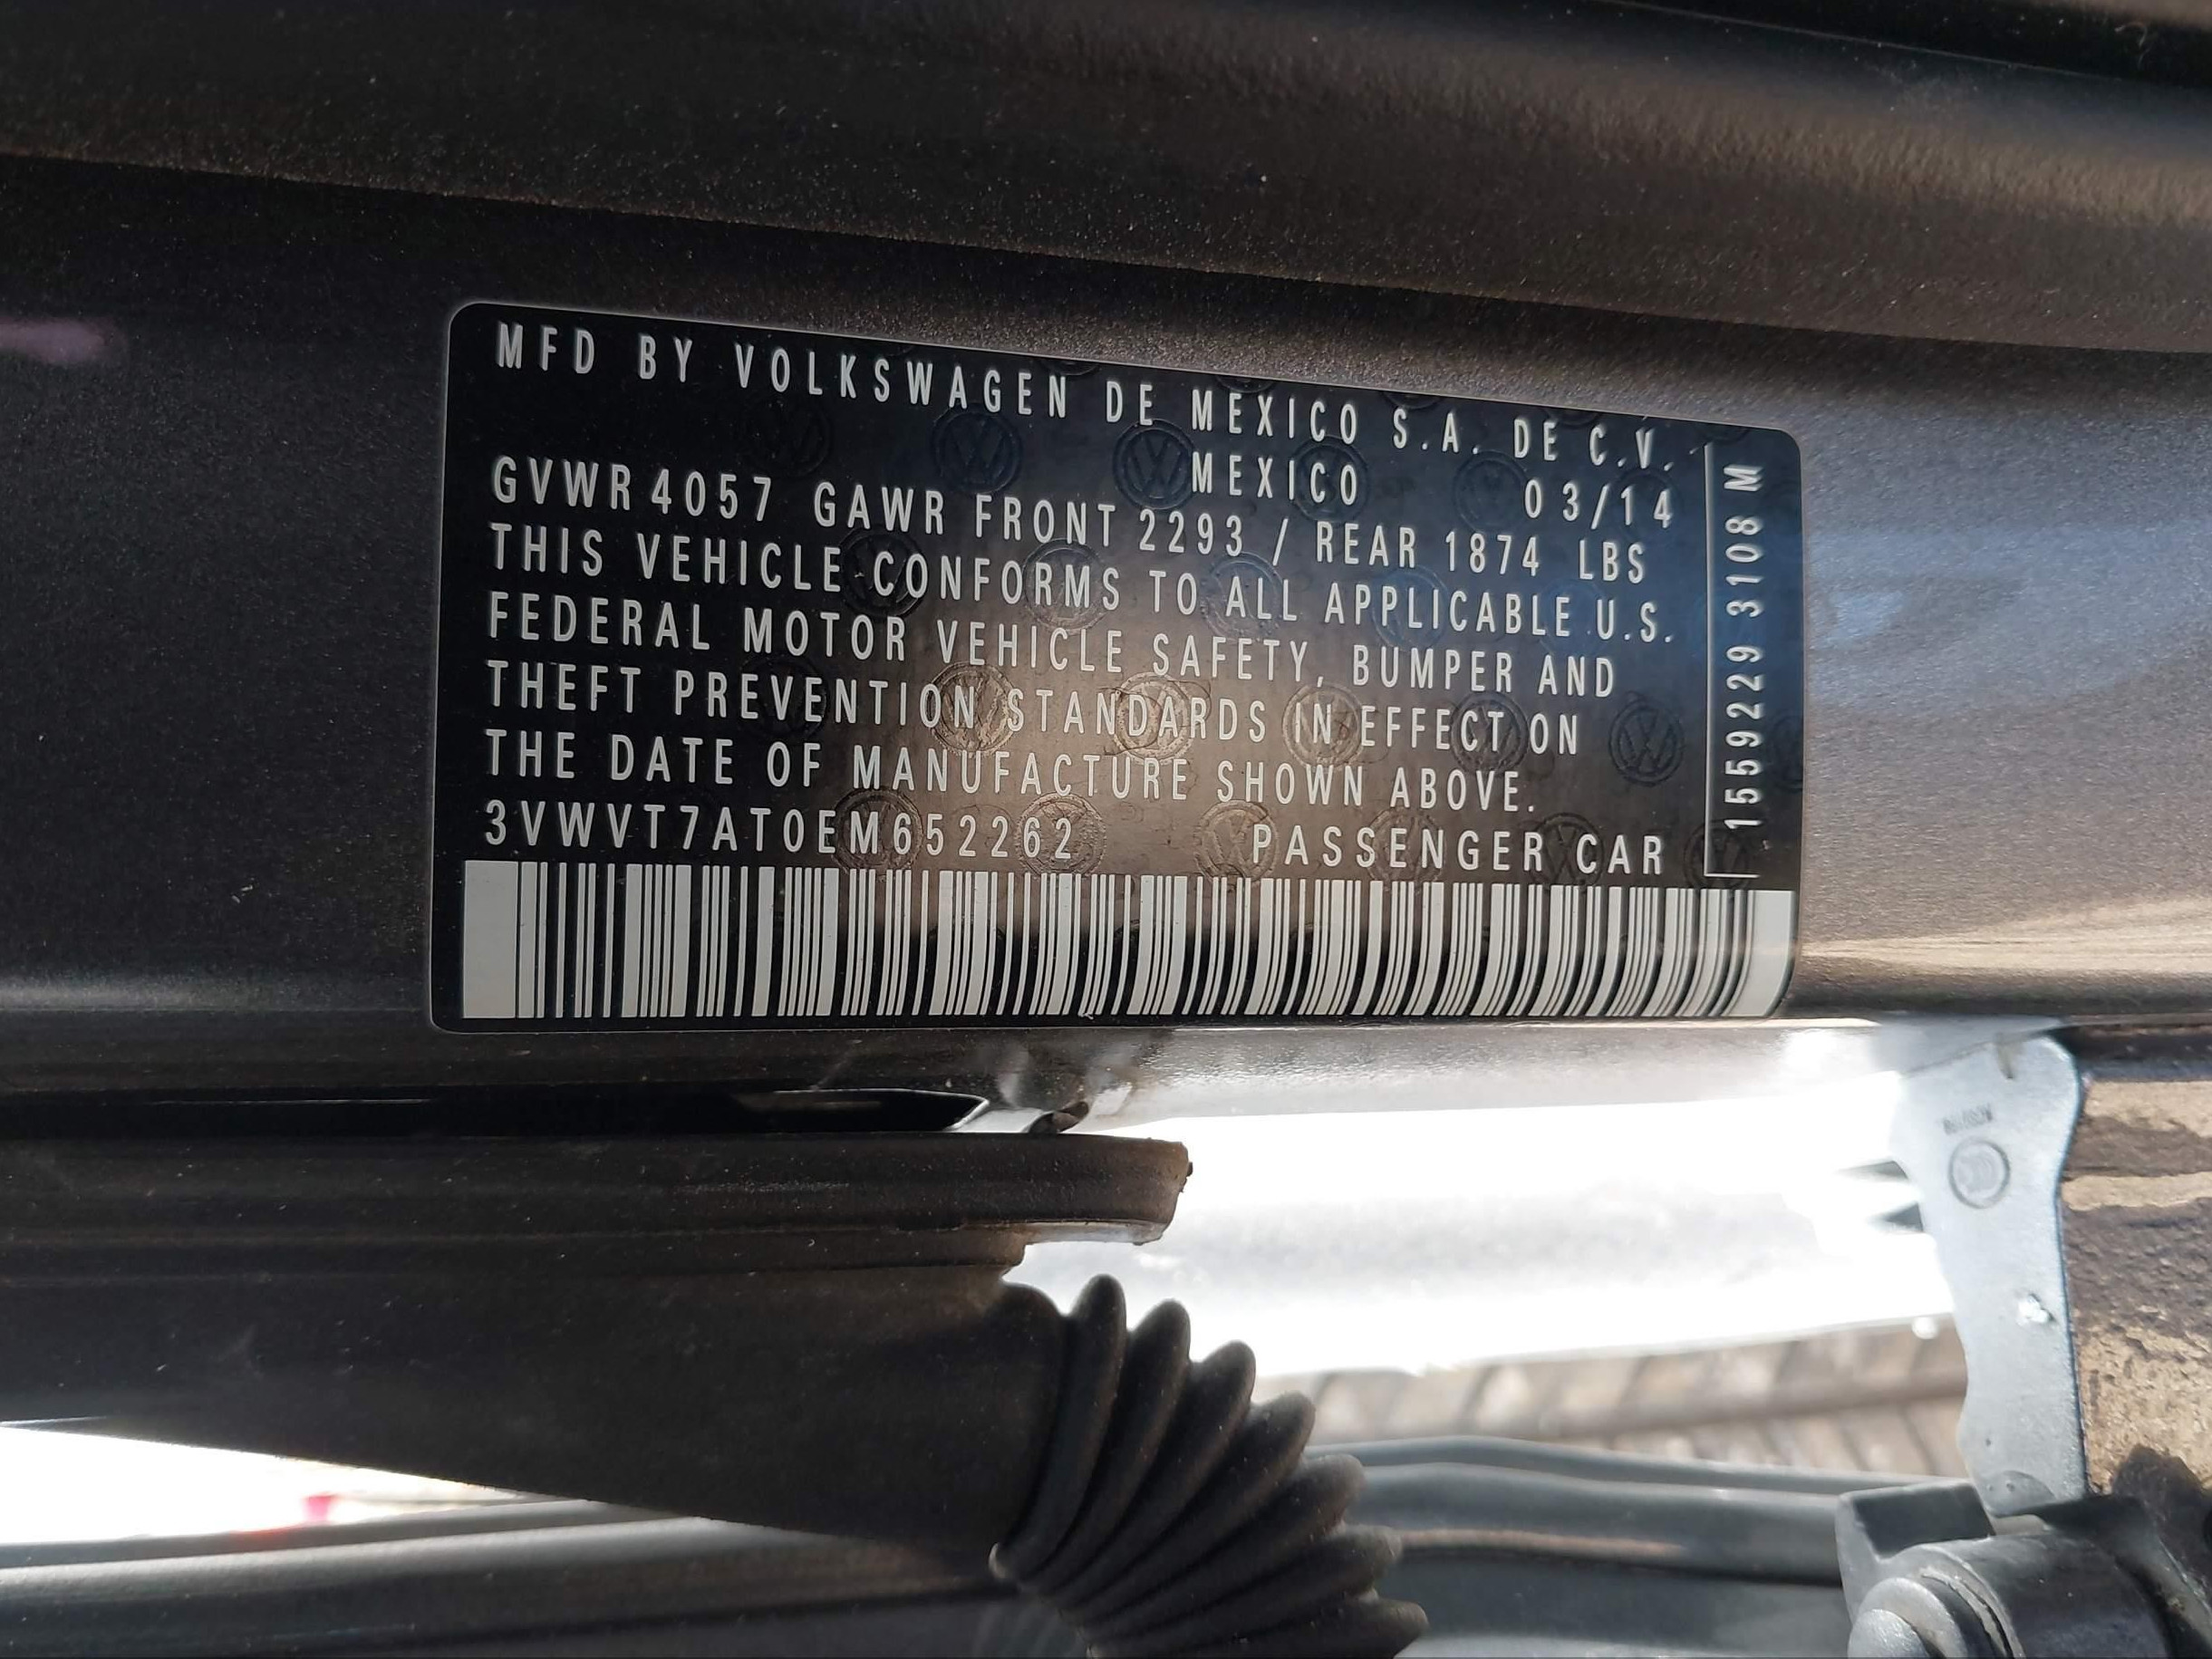 MFD BY VOLKSWAGEN DE MEXICO S.A. DE C.V.
MEXICO 03/14
GVWR 4057 GAWR FRONT 2293 / REAR 1874 LBS
THIS VEHICLE CONFORMS TO ALL APPLICABLE U.S.
FEDERAL MOTOR VEHICLE SAFETY, BUMPER AND
THEFT PREVENTION STANDARDS IN EFFECT ON
THE DATE OF MANUFACTURE SHOWN ABOVE.
3VWVT7AT0EM652262 PASSENGER CAR
1559229 3108 M